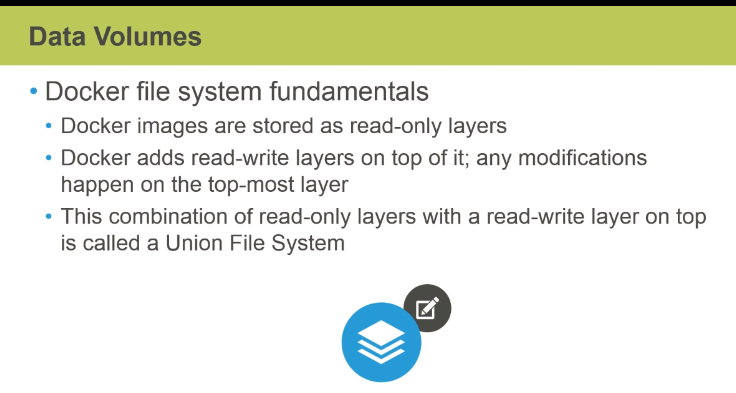 Data Volumes
• Docker file system fundamentals
• Docker images are stored as read-only layers
• Docker adds read-write layers on top of it; any modifications
happen on the top-most layer
• This combination of read-only layers with a read-write layer on top
is called a Union File System